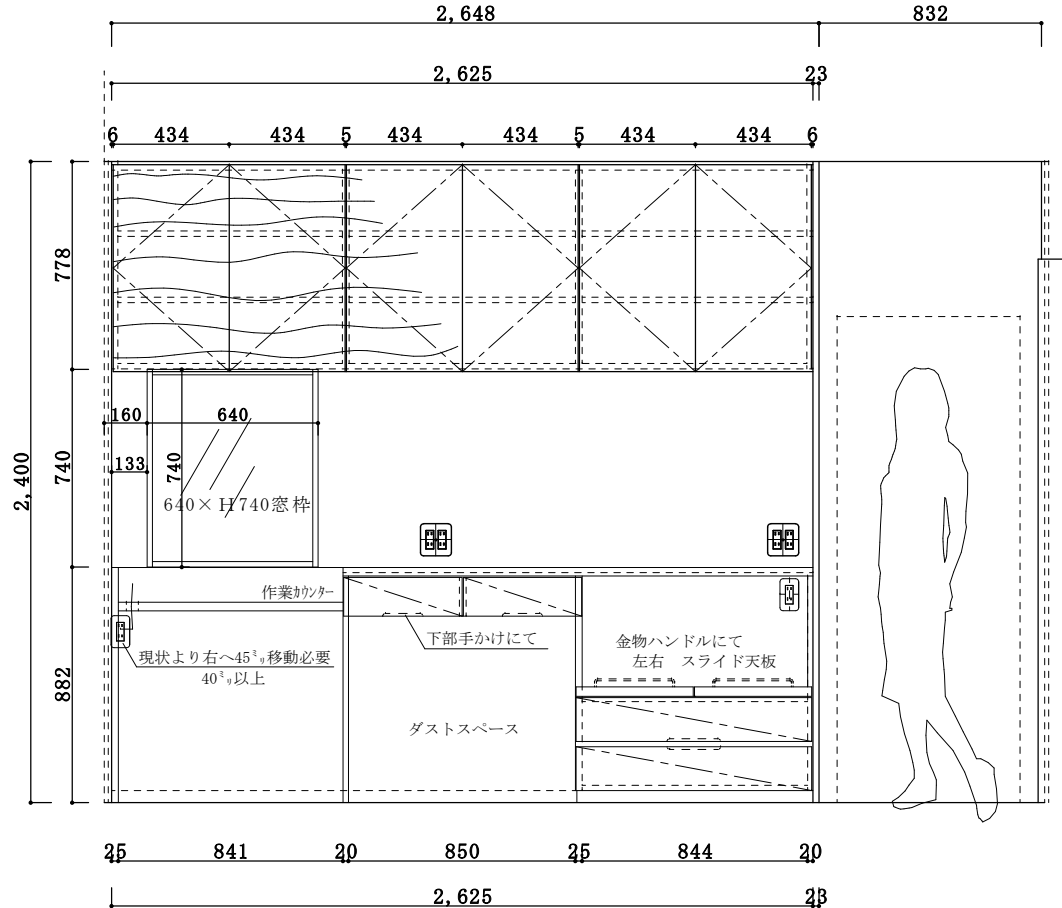 2,648 832
2,625 23
6 434 434 5 434 434 5 434 434 6
778
740
2,400
882
160 640
133
740
640×H740窓枠
作業カウンター
現状より右へ45㍉移動必要
40㍉以上
下部手かけにて
金物ハンドルにて
左右 スライド天板
ダストスペース
25 841 20 850 25 844 20
2,625 23